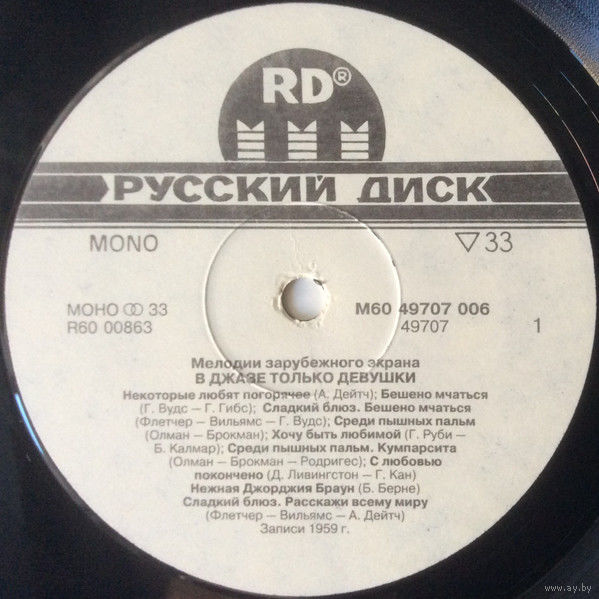 RD®
РУССКИЙ ДИСК
MONO ▽33
МОНО 33 М60 49707 006
R60 00863 49707 1
Мелодии зарубежного экрана
В ДЖАЗЕ ТОЛЬКО ДЕВУШКИ
Некоторые любят погорячее (А. Дейтч); Бешено мчаться
(Г. Вудс – Г. Гибс); Сладкий блюз. Бешено мчаться
(Флетчер – Вильямс – Г. Вудс); Среди пышных пальм
(Олман – Брокман); Хочу быть любимой (Г. Руби –
Б. Калмар); Среди пышных пальм. Кумпарсита
(Олман – Брокман – Родригес); С любовью
покончено (Д. Ливингстон – Г. Кан)
Нежная Джорджия Браун (Б. Берне)
Сладкий блюз. Расскажи всему миру
(Флетчер – Вильямс – А. Дейтч)
Записи 1959 г.
www.ay.by